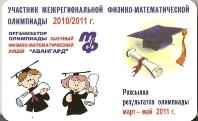 УЧАСТНИК МЕЖРЕГИОНАЛЬНОЙ ФИЗИКО-МАТЕМАТИЧЕСКОЙ
ОЛИМПИАДЫ 2010/2011 г.
ОРГАНИЗАТОР
ОЛИМПИАДЫ ЗАОЧНЫЙ
ФИЗИКО-МАТЕМАТИЧЕСКИЙ
ЛИЦЕЙ "АВАНГАРД"
Рассылка
результатов олимпиады
март–май 2011 г.